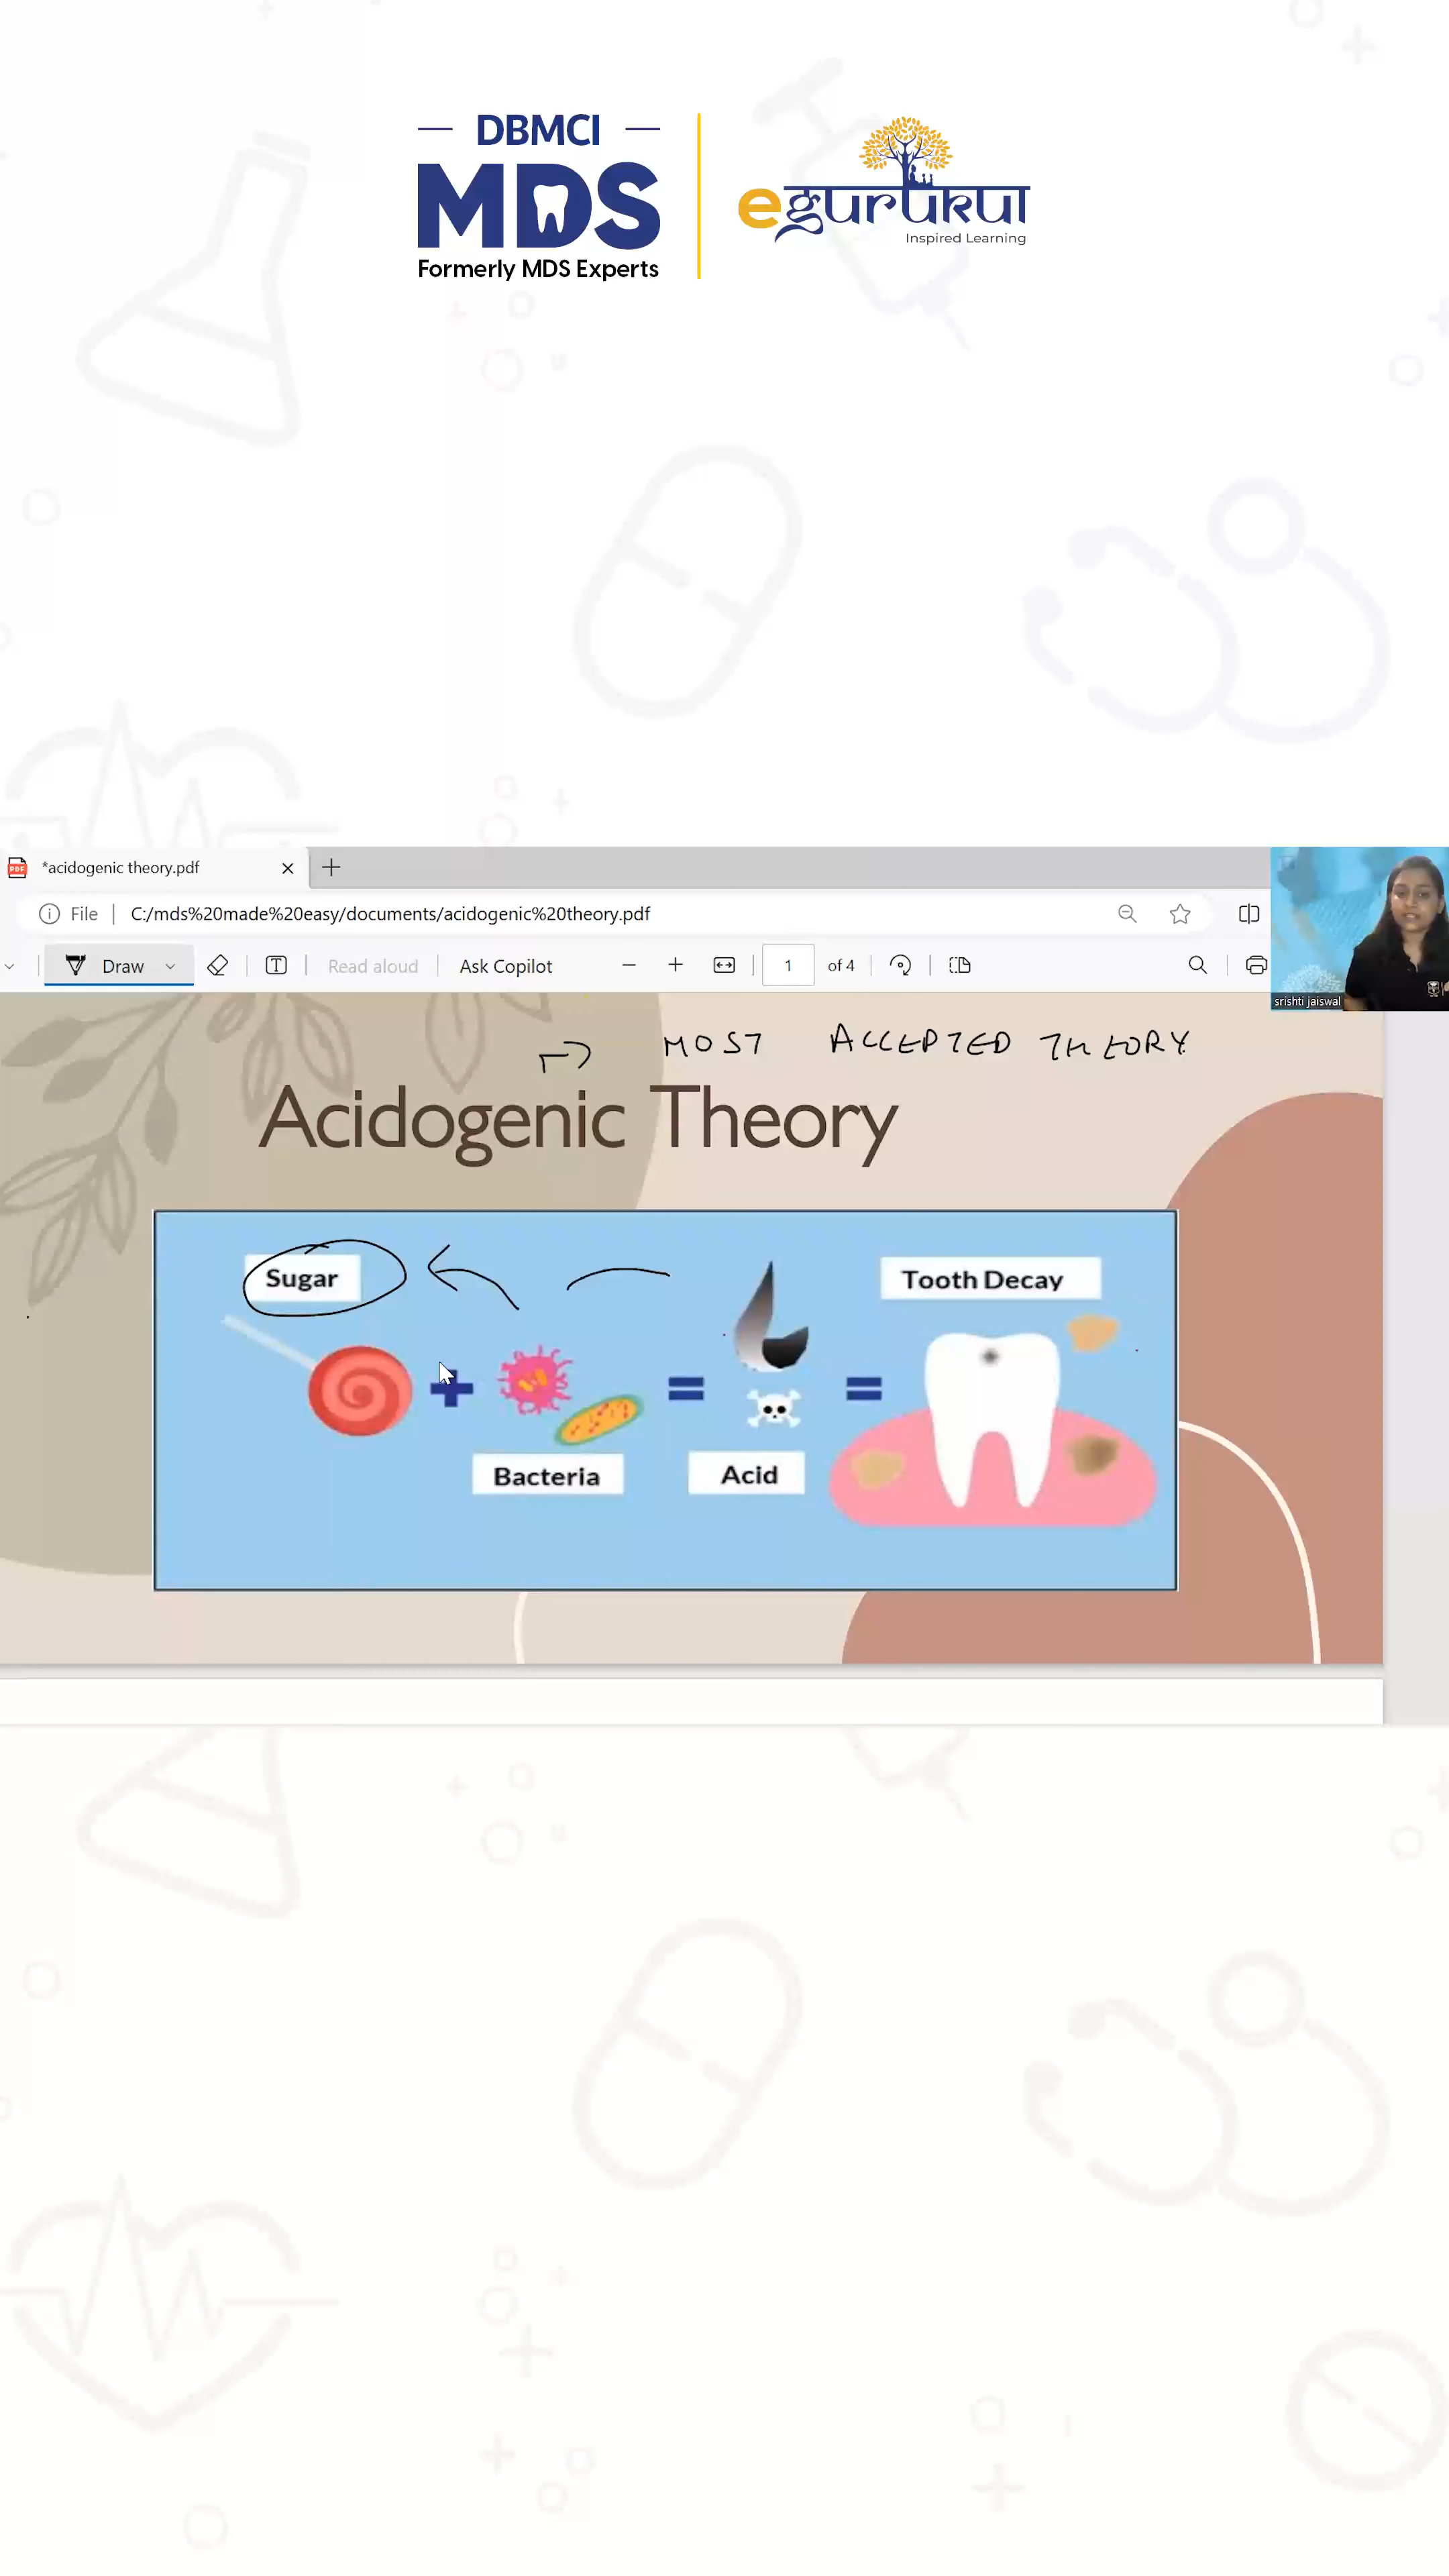 DBMCI
MDS
Formerly MDS Experts
egurukul
Inspired Learning
*acidogenic theory.pdf
File
C:/mds%20made%20easy/documents/acidogenic%20theory.pdf
Draw
Read aloud
Ask Copilot
1
of 4
srishti jaiswal
MOST ACCEPTED THEORY
Acidogenic Theory
Sugar
Tooth Decay
Bacteria
Acid